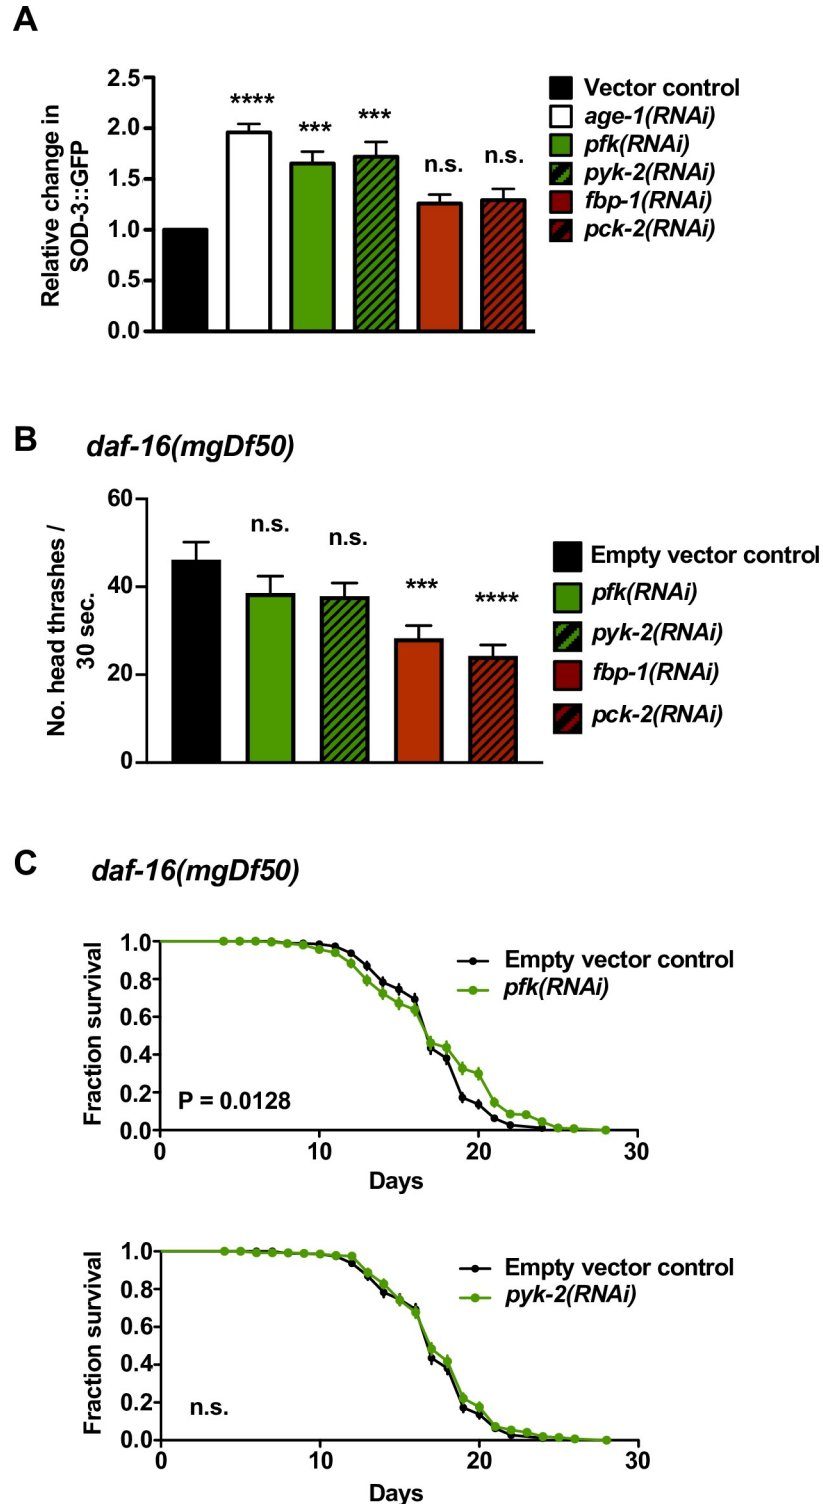 A
Relative change in
SOD-3::GFP
2.5
2.0
1.5
1.0
0.5
0.0
****
***
***
n.s.
n.s.
Vector control
age-1(RNAi)
pfk(RNAi)
pyk-2(RNAi)
fbp-1(RNAi)
pck-2(RNAi)
B
daf-16(mgDf50)
No. head thrashes /
30 sec.
60
40
20
0
n.s.
n.s.
***
****
Empty vector control
pfk(RNAi)
pyk-2(RNAi)
fbp-1(RNAi)
pck-2(RNAi)
C
daf-16(mgDf50)
Fraction survival
1.0
0.8
0.6
0.4
0.2
0.0
Empty vector control
pfk(RNAi)
P = 0.0128
0
10
20
30
Days
Fraction survival
1.0
0.8
0.6
0.4
0.2
0.0
Empty vector control
pyk-2(RNAi)
n.s.
0
10
20
30
Days